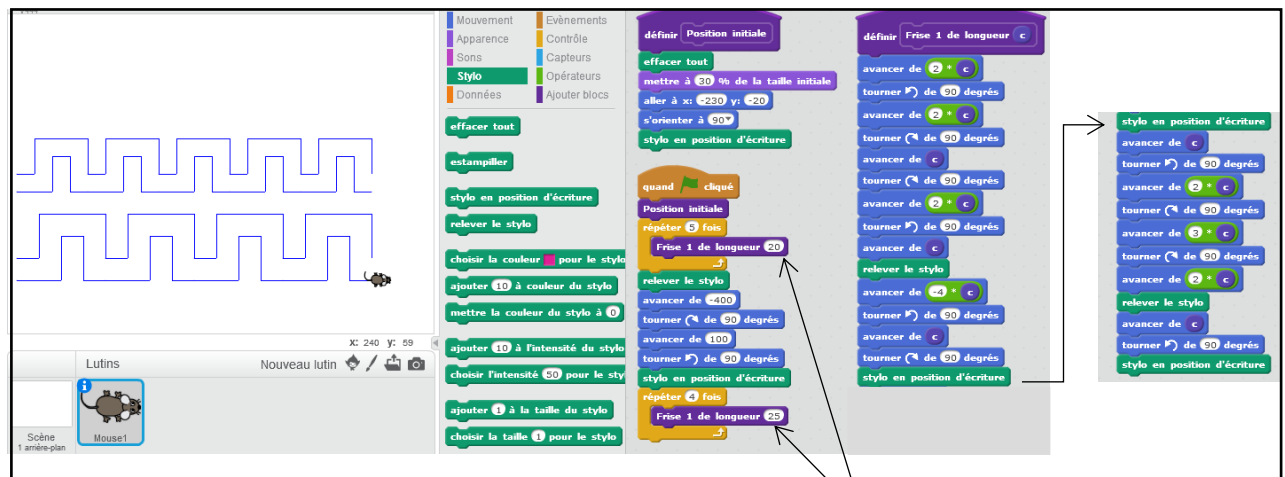 x: 240 y: 59
Lutins
Nouveau lutin
Scène
1 arrière-plan
Mouse1
Mouvement
Evènements
Apparence
Contrôle
Sons
Capteurs
Stylo
Opérateurs
Données
Ajouter blocs
effacer tout
estampiller
stylo en position d'écriture
relever le stylo
choisir la couleur pour le stylo
ajouter 10 à couleur du stylo
mettre la couleur du stylo à 0
ajouter 10 à l'intensité du stylo
choisir l'intensité 50 pour le styl
ajouter 1 à la taille du stylo
choisir la taille 1 pour le stylo
définir Position initiale
effacer tout
mettre à 30 % de la taille initiale
aller à x: -230 y: -20
s'orienter à 90
stylo en position d'écriture
quand cliqué
Position initiale
répéter 5 fois
Frise 1 de longueur 20
relever le stylo
avancer de -400
tourner de 90 degrés
avancer de 100
tourner de 90 degrés
stylo en position d'écriture
répéter 4 fois
Frise 1 de longueur 25
définir Frise 1 de longueur c
avancer de 2 * c
tourner de 90 degrés
avancer de 2 * c
tourner de 90 degrés
avancer de c
tourner de 90 degrés
avancer de 2 * c
tourner de 90 degrés
avancer de c
relever le stylo
avancer de -4 * c
tourner de 90 degrés
avancer de c
tourner de 90 degrés
stylo en position d'écriture
stylo en position d'écriture
avancer de c
tourner de 90 degrés
avancer de 2 * c
tourner de 90 degrés
avancer de 3 * c
tourner de 90 degrés
avancer de 2 * c
relever le stylo
avancer de c
tourner de 90 degrés
stylo en position d'écriture